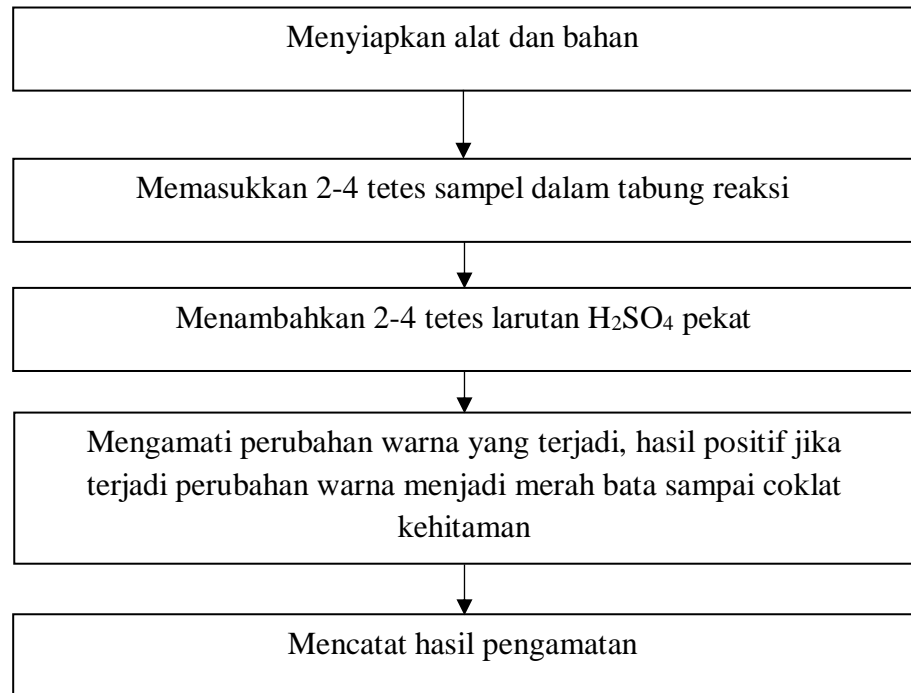 Menyiapkan alat dan bahan
Memasukkan 2-4 tetes sampel dalam tabung reaksi
Menambahkan 2-4 tetes larutan H₂SO₄ pekat
Mengamati perubahan warna yang terjadi, hasil positif jika
terjadi perubahan warna menjadi merah bata sampai coklat
kehitaman
Mencatat hasil pengamatan